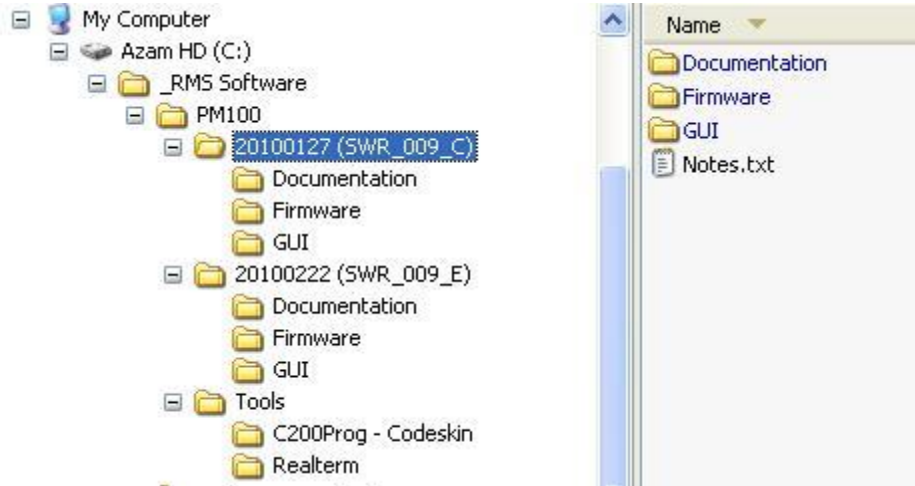 My Computer
Azam HD (C:)
_RMS Software
PM100
20100127 (SWR_009_C)
Documentation
Firmware
GUI
20100222 (SWR_009_E)
Documentation
Firmware
GUI
Tools
C200Prog - Codeskin
Realterm
Name
Documentation
Firmware
GUI
Notes.txt